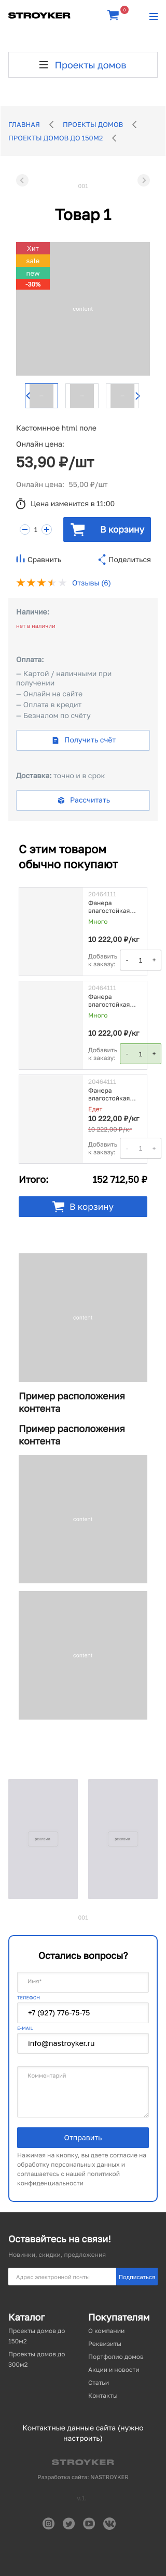 STROYKER
0
Проекты домов
ГЛАВНАЯ
ПРОЕКТЫ ДОМОВ
ПРОЕКТЫ ДОМОВ ДО 150М2
001
Товар 1
Хит
sale
new
-30%
content
Кастомнное html поле
Онлайн цена:
53,90 ₽/шт
Онлайн цена: 55,00 ₽/шт
Цена изменится в 11:00
1
В корзину
Сравнить
Поделиться
Отзывы (6)
Наличие:
нет в наличии
Оплата:
— Картой / наличными при
получении
— Онлайн на сайте
— Оплата в кредит
— Безналом по счёту
Получить счёт
Доставка: точно и в срок
Рассчитать
С этим товаром
обычно покупают
20464111
Фанера
влагостойкая...
Много
10 222,00 ₽/кг
Добавить
к заказу:
- 1 +
20464111
Фанера
влагостойкая...
Много
10 222,00 ₽/кг
Добавить
к заказу:
- 1 +
20464111
Фанера
влагостойкая...
Едет
10 222,00 ₽/кг
10 222,00 ₽/кг
Добавить
к заказу:
- 1 +
Итого:
152 712,50 ₽
В корзину
content
Пример расположения
контента
Пример расположения
контента
content
content
001
Остались вопросы?
Имя*
ТЕЛЕФОН
+7 (927) 776-75-75
E-MAIL
info@nastroyker.ru
Комментарий
Отправить
Нажимая на кнопку, вы даете согласие на
обработку персональных данных и
соглашаетесь с нашей политикой
конфиденциальности
Оставайтесь на связи!
Новинки, скидки, предложения
Адрес электронной почты
Подписаться
Каталог
Проекты домов до
150м2
Проекты домов до
300м2
Покупателям
О компании
Реквизиты
Портфолио домов
Акции и новости
Статьи
Контакты
Контактные данные сайта (нужно
настроить)
STROYKER
Разработка сайта: NASTROYKER